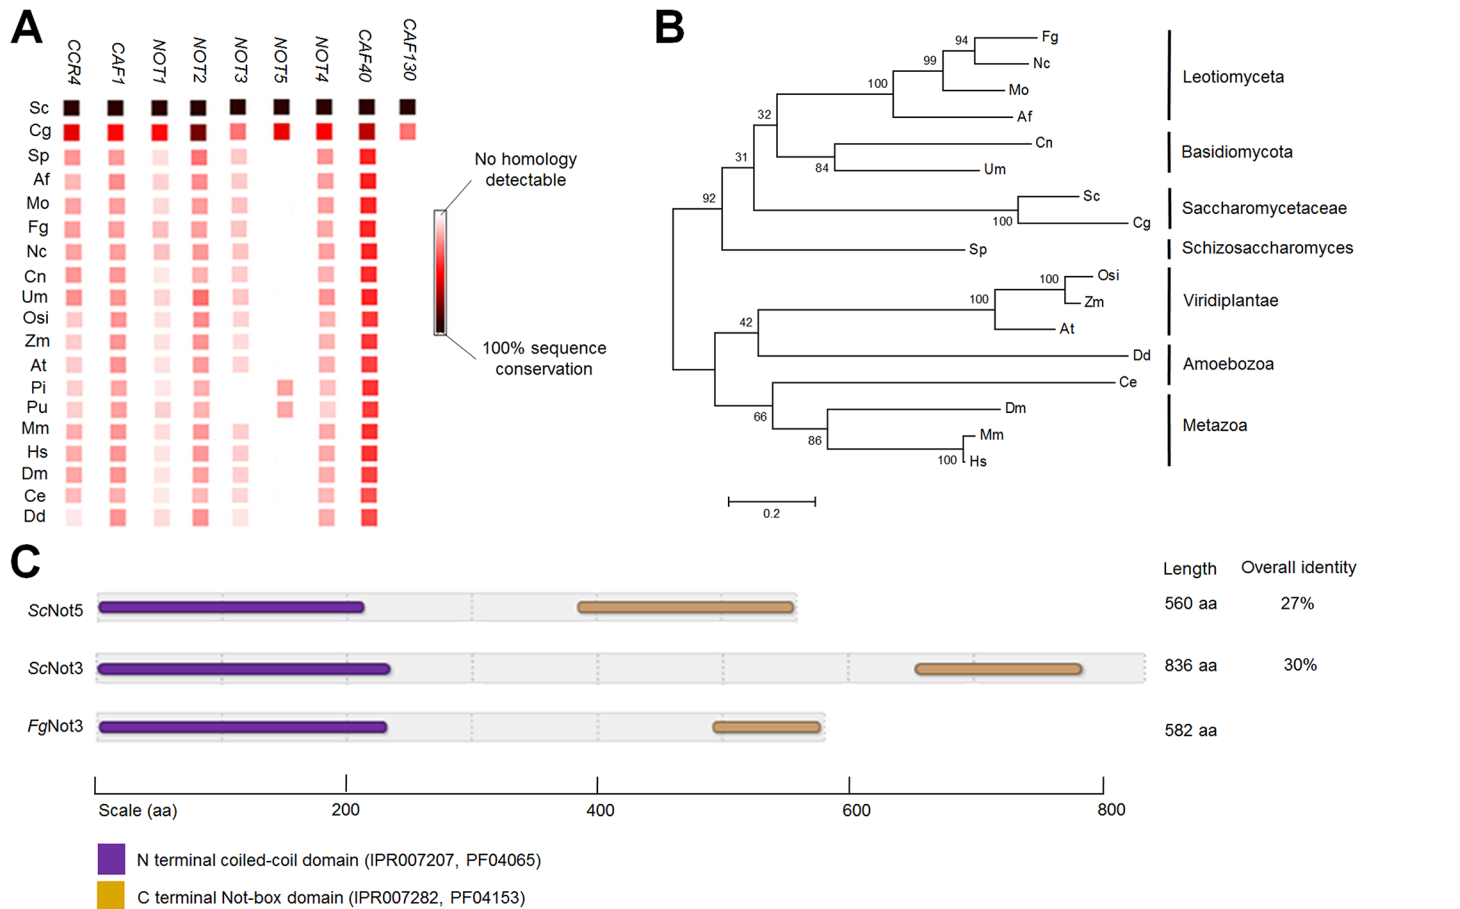 A
CCR4 CAF1 NOT1 NOT2 NOT3 NOT5 NOT4 CAF40 CAF130
Sc
Cg
Sp
Af
Mo
Fg
Nc
Cn
Um
Osi
Zm
At
Pi
Pu
Mm
Hs
Dm
Ce
Dd
No homology
detectable
100% sequence
conservation
B
94 Fg
99 Nc
100 Mo
Af
Leotiomyceta
32 Cn
84 Um
Basidiomycota
31
92 Sc
100 Cg
Saccharomycetaceae
Sp
Schizosaccharomyces
100 Osi
100 Zm
At
Viridiplantae
42 Dd
Amoebozoa
Ce
66 Dm
86 Mm
100 Hs
Metazoa
0.2
C
Length Overall identity
ScNot5 560 aa 27%
ScNot3 836 aa 30%
FgNot3 582 aa
Scale (aa) 200 400 600 800
N terminal coiled-coil domain (IPR007207, PF04065)
C terminal Not-box domain (IPR007282, PF04153)